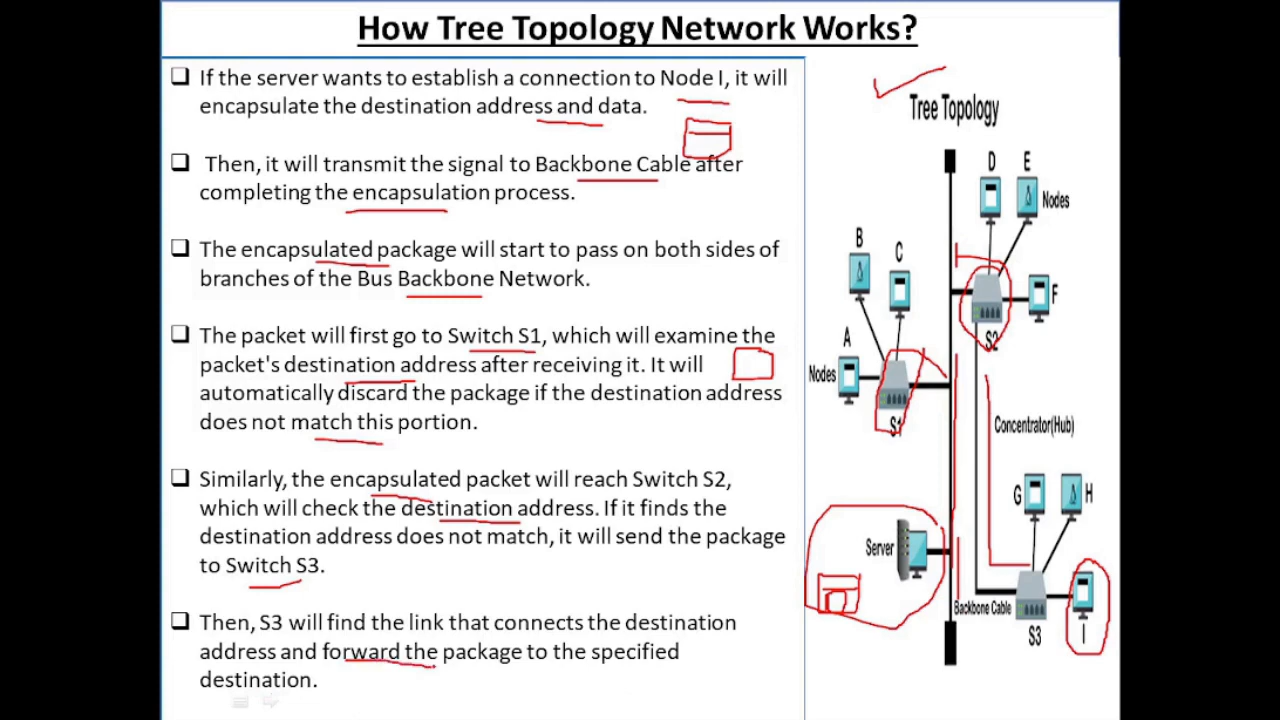 How Tree Topology Network Works?
If the server wants to establish a connection to Node I, it will
encapsulate the destination address and data.
Then, it will transmit the signal to Backbone Cable after
completing the encapsulation process.
The encapsulated package will start to pass on both sides of
branches of the Bus Backbone Network.
The packet will first go to Switch S1, which will examine the
packet's destination address after receiving it. It will
automatically discard the package if the destination address
does not match this portion.
Similarly, the encapsulated packet will reach Switch S2,
which will check the destination address. If it finds the
destination address does not match, it will send the package
to Switch S3.
Then, S3 will find the link that connects the destination
address and forward the package to the specified
destination.
Tree Topology
D
E
Nodes
B
C
F
S2
A
Nodes
S1
Concentrator(Hub)
G
H
Server
Backbone Cable
S3
I